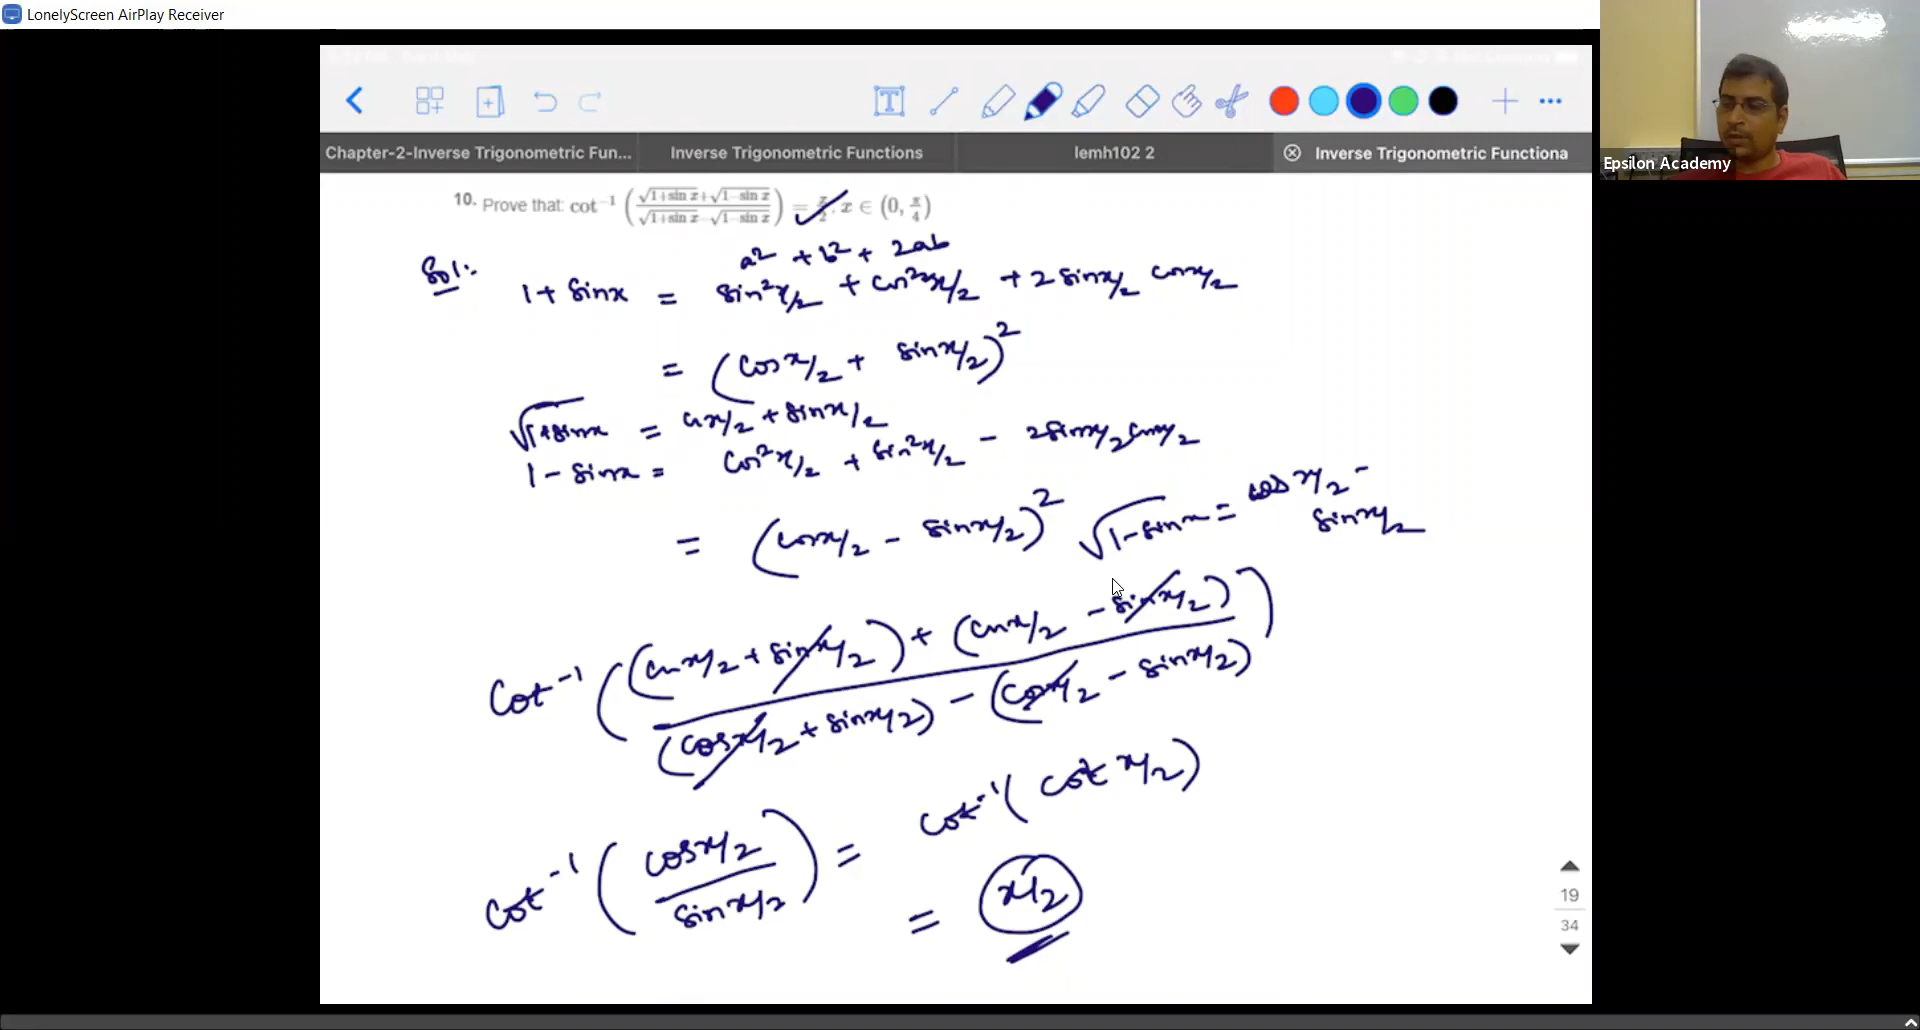 LonelyScreen AirPlay Receiver
Epsilon Academy
Chapter-2-Inverse Trigonometric Fun... Inverse Trigonometric Functions lemh102 2 Inverse Trigonometric Functiona
10. Prove that: cot⁻¹ ( (√1+sin x + √1−sin x) / (√1+sin x − √1−sin x) ) = x/2, x ∈ (0, π/4)
a² + b² + 2ab
Sol:- 1 + sinx = sin²x/2 + cos²x/2 + 2 sinx/2 cosx/2
= (cosx/2 + sinx/2)²
√1+sinx = cosx/2 + sinx/2
1 − sinx = cos²x/2 + sin²x/2 − 2sinx/2 cosx/2
= (cosx/2 − sinx/2)² √1−sinx = cosx/2 − sinx/2
cot⁻¹ ( ((cosx/2 + sinx/2) + (cosx/2 − sinx/2)) / ((cosx/2 + sinx/2) − (cosx/2 − sinx/2)) )
cot⁻¹ ( cosx/2 / sinx/2 ) = cot⁻¹ ( cot x/2 )
= x/2
19
34